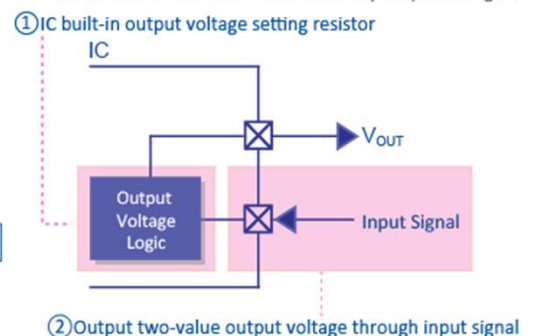 ①IC built-in output voltage setting resistor
IC
VOUT
Output
Voltage
Logic
Input Signal
②Output two-value output voltage through input signal